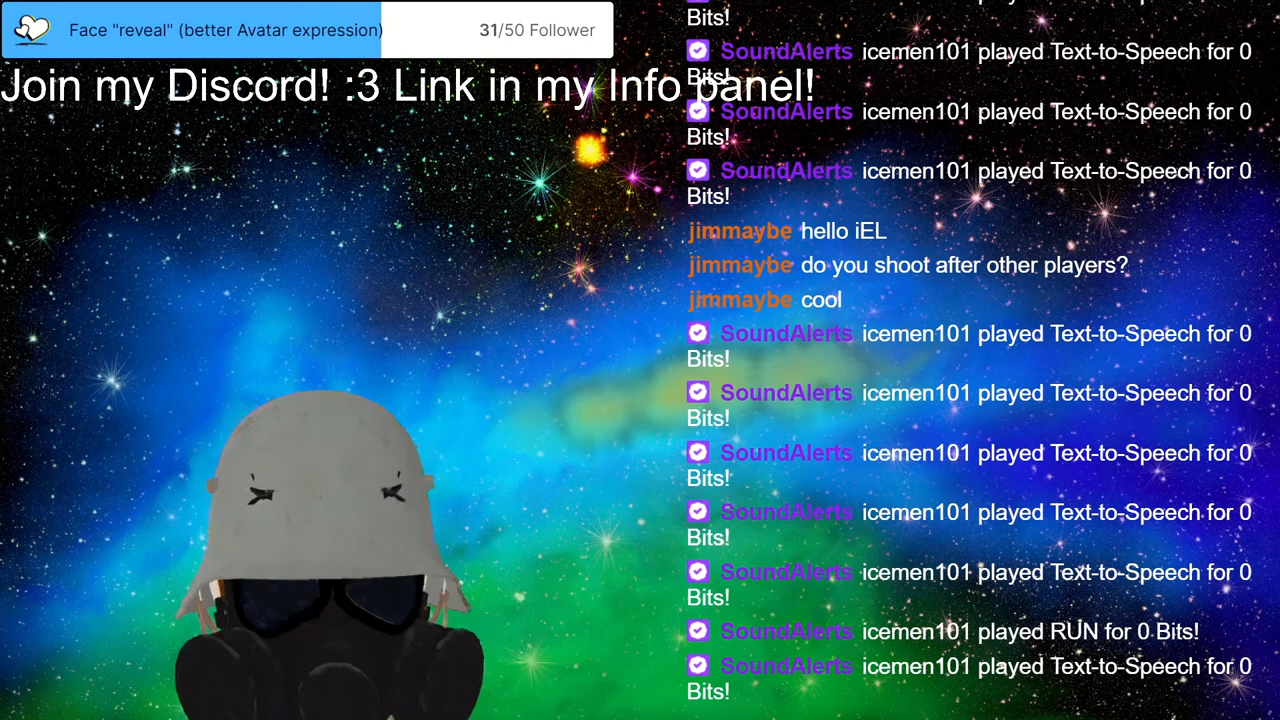 Face "reveal" (better Avatar expression)
31/50 Follower
Join my Discord! :3 Link in my Info panel!
Bits!
SoundAlerts icemen101 played Text-to-Speech for 0
Bits!
SoundAlerts icemen101 played Text-to-Speech for 0
Bits!
SoundAlerts icemen101 played Text-to-Speech for 0
Bits!
jimmaybe hello iEL
jimmaybe do you shoot after other players?
jimmaybe cool
SoundAlerts icemen101 played Text-to-Speech for 0
Bits!
SoundAlerts icemen101 played Text-to-Speech for 0
Bits!
SoundAlerts icemen101 played Text-to-Speech for 0
Bits!
SoundAlerts icemen101 played Text-to-Speech for 0
Bits!
SoundAlerts icemen101 played Text-to-Speech for 0
Bits!
SoundAlerts icemen101 played RUN for 0 Bits!
SoundAlerts icemen101 played Text-to-Speech for 0
Bits!